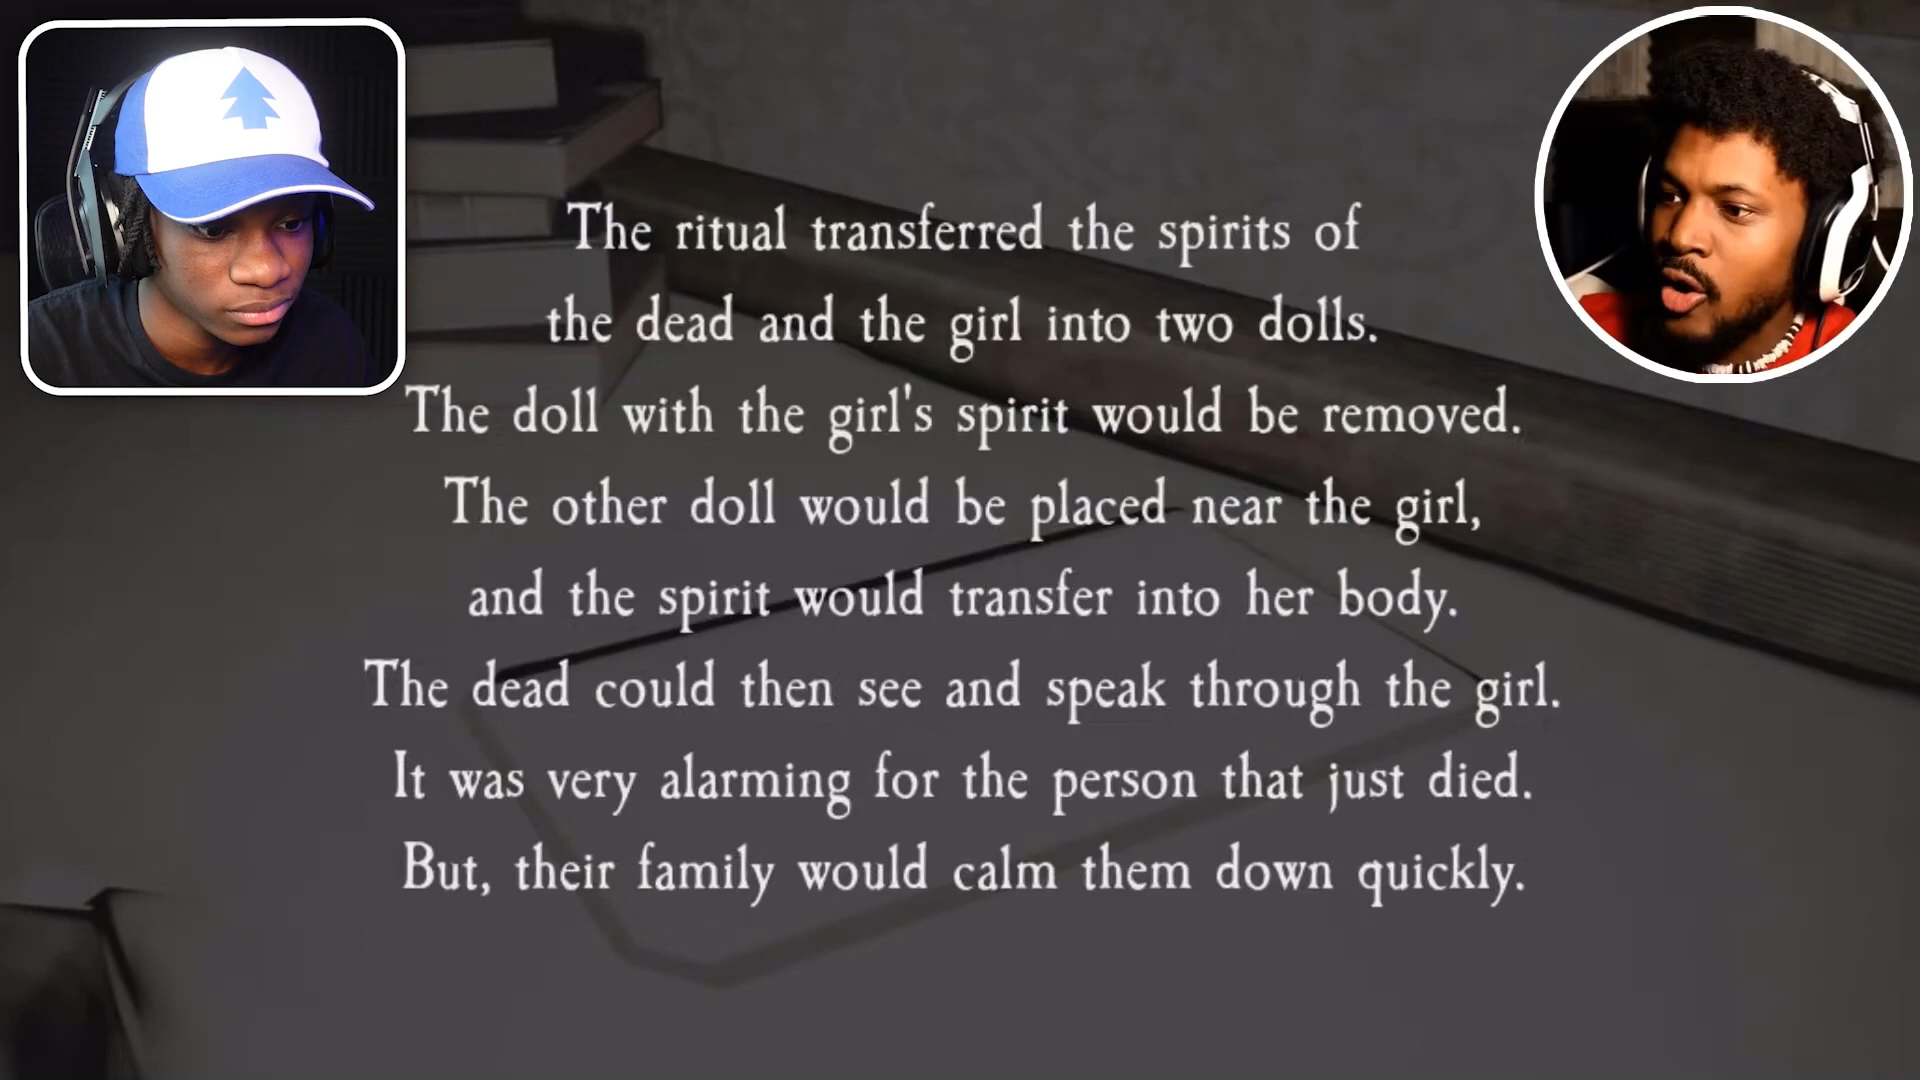 The ritual transferred the spirits of
the dead and the girl into two dolls.
The doll with the girl's spirit would be removed.
The other doll would be placed near the girl,
and the spirit would transfer into her body.
The dead could then see and speak through the girl.
It was very alarming for the person that just died.
But, their family would calm them down quickly.